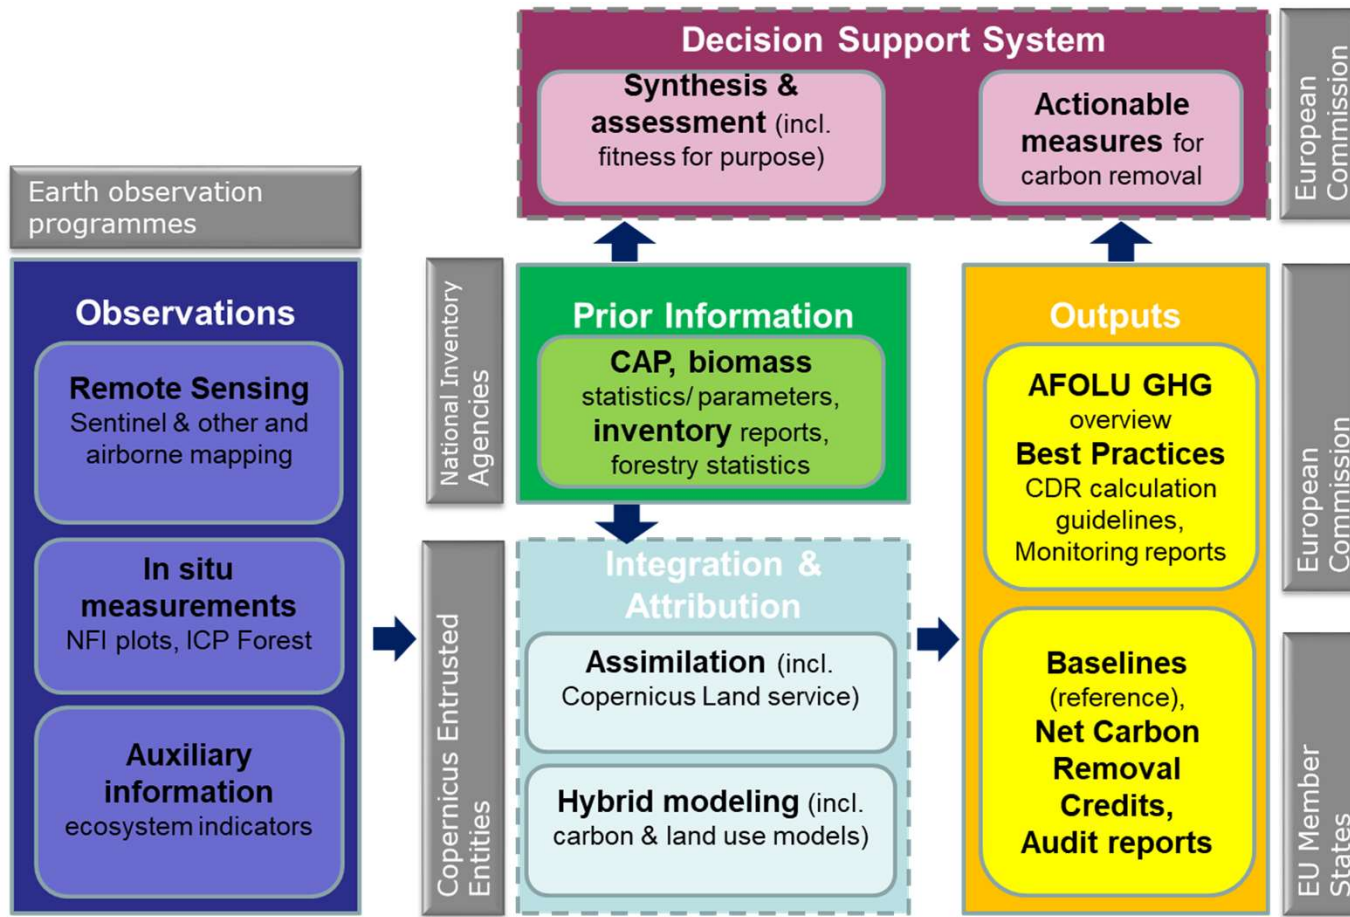 Decision Support System
Synthesis &
assessment (incl.
fitness for purpose)
Actionable
measures for
carbon removal
European
Commission
Earth observation
programmes
Observations
Remote Sensing
Sentinel & other and
airborne mapping
In situ
measurements
NFI plots, ICP Forest
Auxiliary
information
ecosystem indicators
National Inventory
Agencies
Prior Information
CAP, biomass
statistics/ parameters,
inventory reports,
forestry statistics
Copernicus Entrusted
Entities
Integration &
Attribution
Assimilation (incl.
Copernicus Land service)
Hybrid modeling (incl.
carbon & land use models)
Outputs
AFOLU GHG
overview
Best Practices
CDR calculation
guidelines,
Monitoring reports
Baselines
(reference),
Net Carbon
Removal
Credits,
Audit reports
European
Commission
EU Member
States